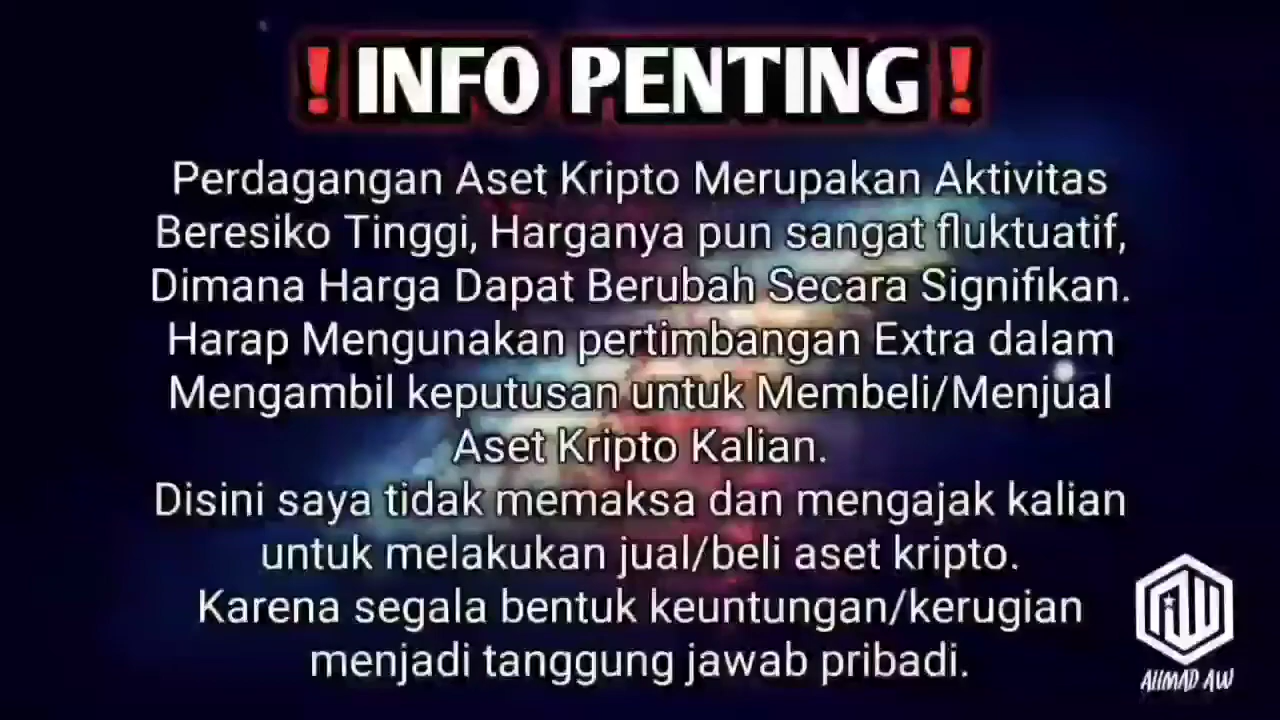 ❗INFO PENTING❗
Perdagangan Aset Kripto Merupakan Aktivitas
Beresiko Tinggi, Harganya pun sangat fluktuatif,
Dimana Harga Dapat Berubah Secara Signifikan.
Harap Mengunakan pertimbangan Extra dalam
Mengambil keputusan untuk Membeli/Menjual
Aset Kripto Kalian.
Disini saya tidak memaksa dan mengajak kalian
untuk melakukan jual/beli aset kripto.
Karena segala bentuk keuntungan/kerugian
menjadi tanggung jawab pribadi.
AHMAD AW